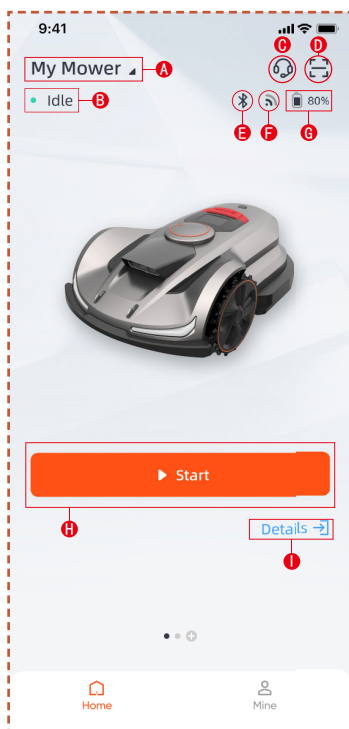 9:41
C D
My Mower A
Idle B
80%
E F G
Start
H
Details
I
Home Mine